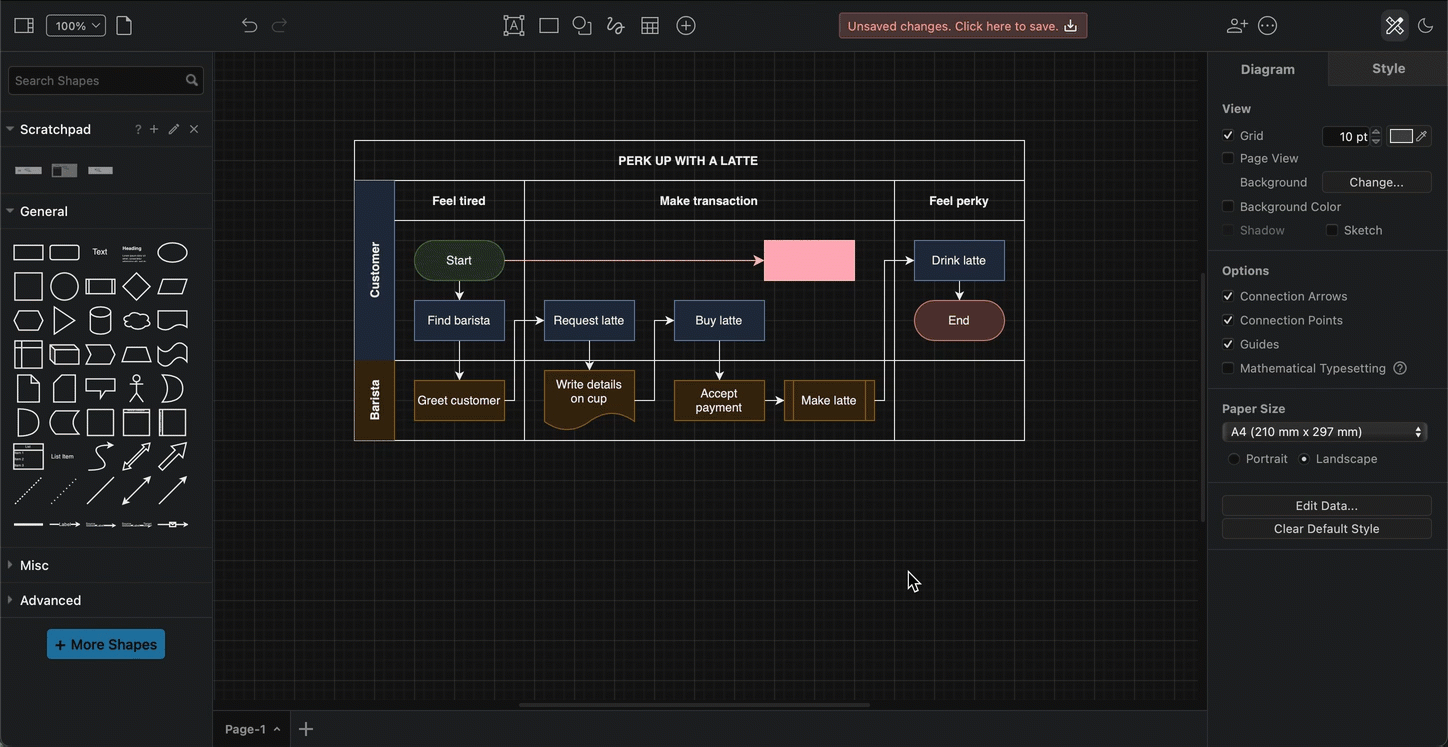 100%
Unsaved changes. Click here to save.
Search Shapes
Scratchpad
?
General
Text
Heading
List Item
Misc
Advanced
+ More Shapes
PERK UP WITH A LATTE
Customer
Feel tired
Make transaction
Feel perky
Start
Drink latte
Find barista
Request latte
Buy latte
End
Barista
Greet customer
Write details
on cup
Accept
payment
Make latte
Page-1
Diagram
Style
View
Grid
10 pt
Page View
Background
Change...
Background Color
Shadow
Sketch
Options
Connection Arrows
Connection Points
Guides
Mathematical Typesetting
?
Paper Size
A4 (210 mm x 297 mm)
Portrait
Landscape
Edit Data...
Clear Default Style